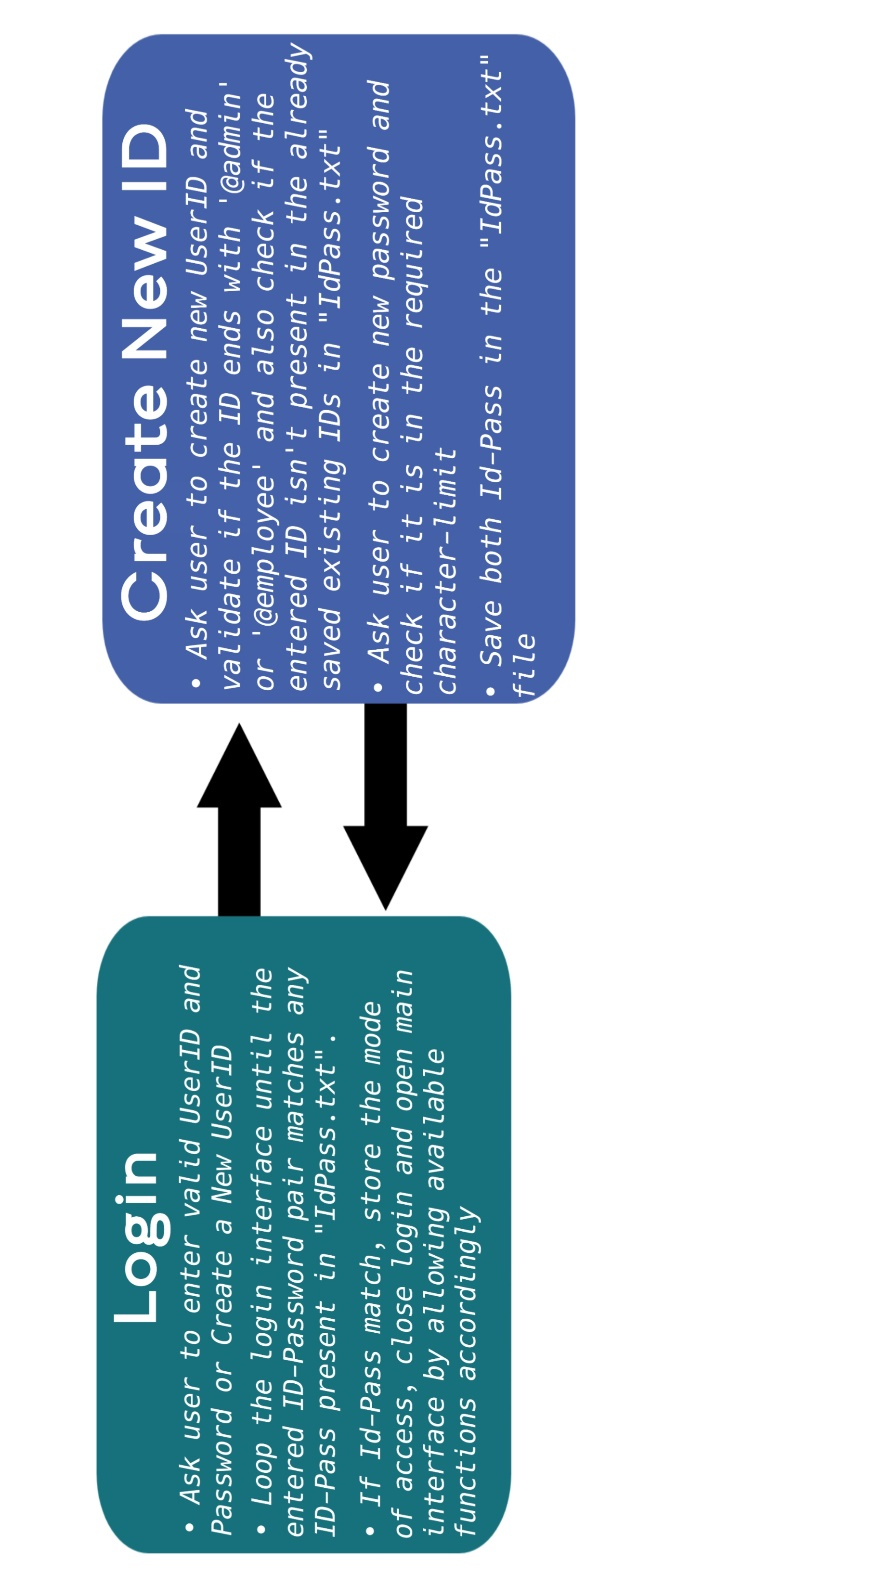 Login
• Ask user to enter valid UserID and
Password or Create a New UserID
• Loop the login interface until the
entered ID-Password pair matches any
ID-Pass present in "IdPass.txt".
• If Id-Pass match, store the mode
of access, close login and open main
interface by allowing available
functions accordingly
Create New ID
• Ask user to create new UserID and
validate if the ID ends with '@admin'
or '@employee' and also check if the
entered ID isn't present in the already
saved existing IDs in "IdPass.txt"
• Ask user to create new password and
check if it is in the required
character-limit
• Save both Id-Pass in the "IdPass.txt"
file